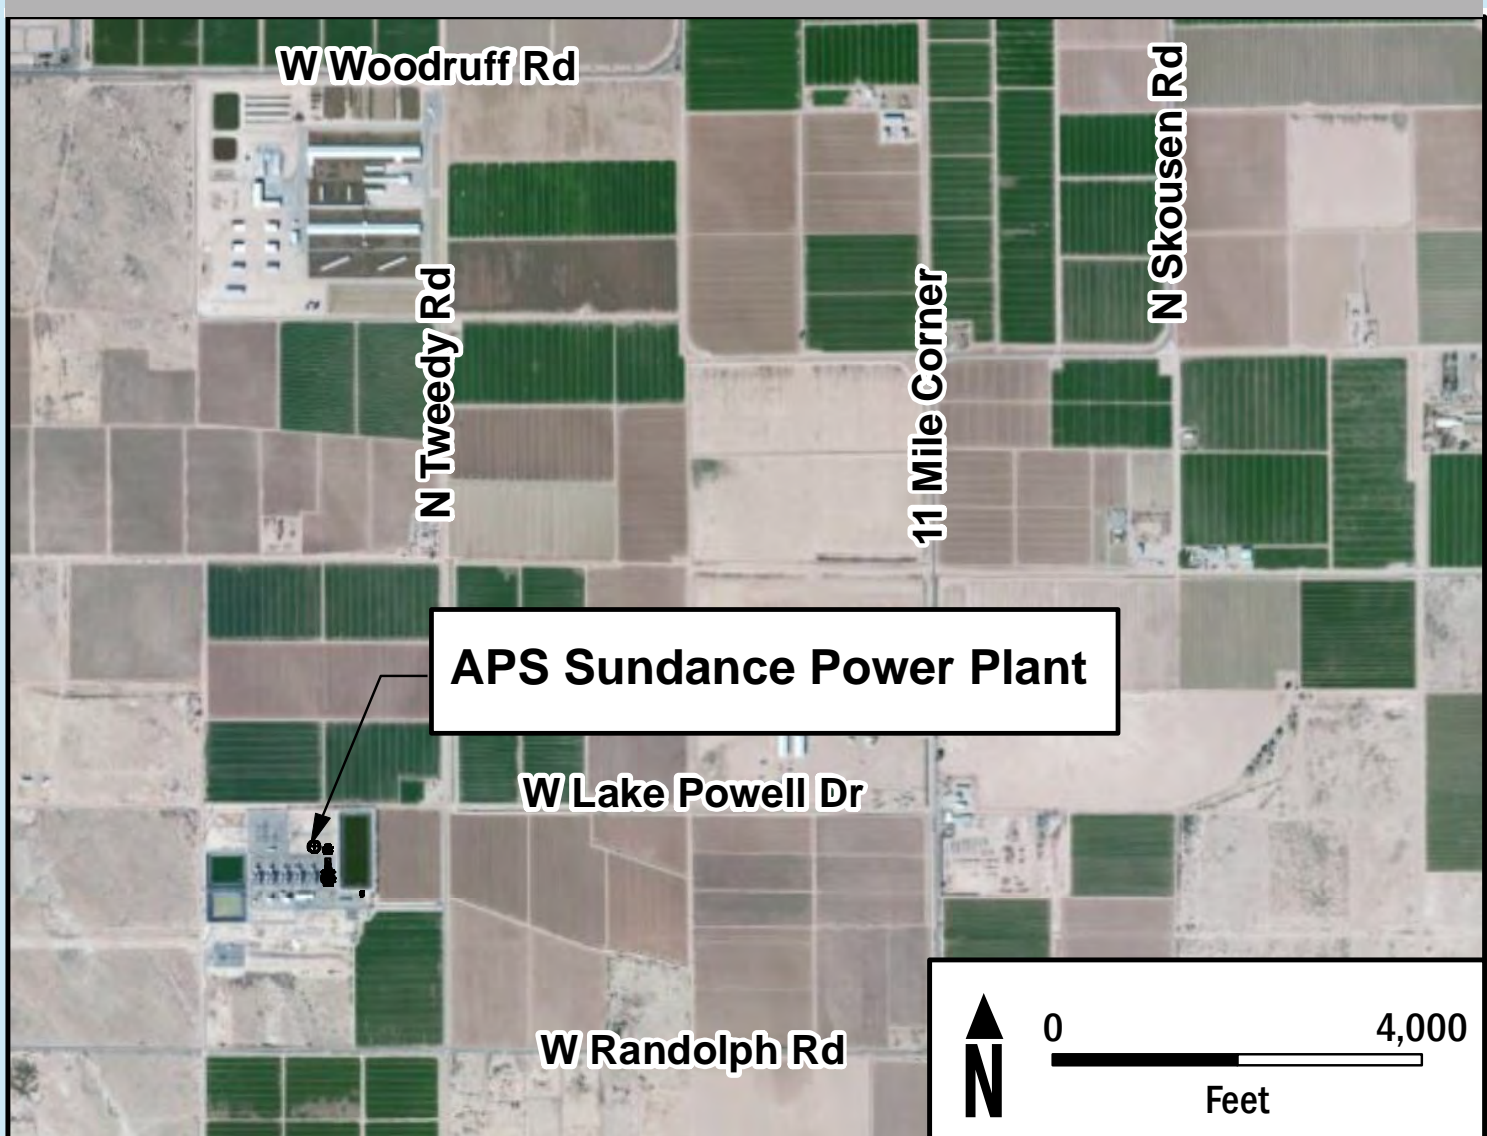 W Woodruff Rd
N Skousen Rd
N Tweedy Rd
11 Mile Corner
APS Sundance Power Plant
W Lake Powell Dr
W Randolph Rd
N
0 4,000
Feet